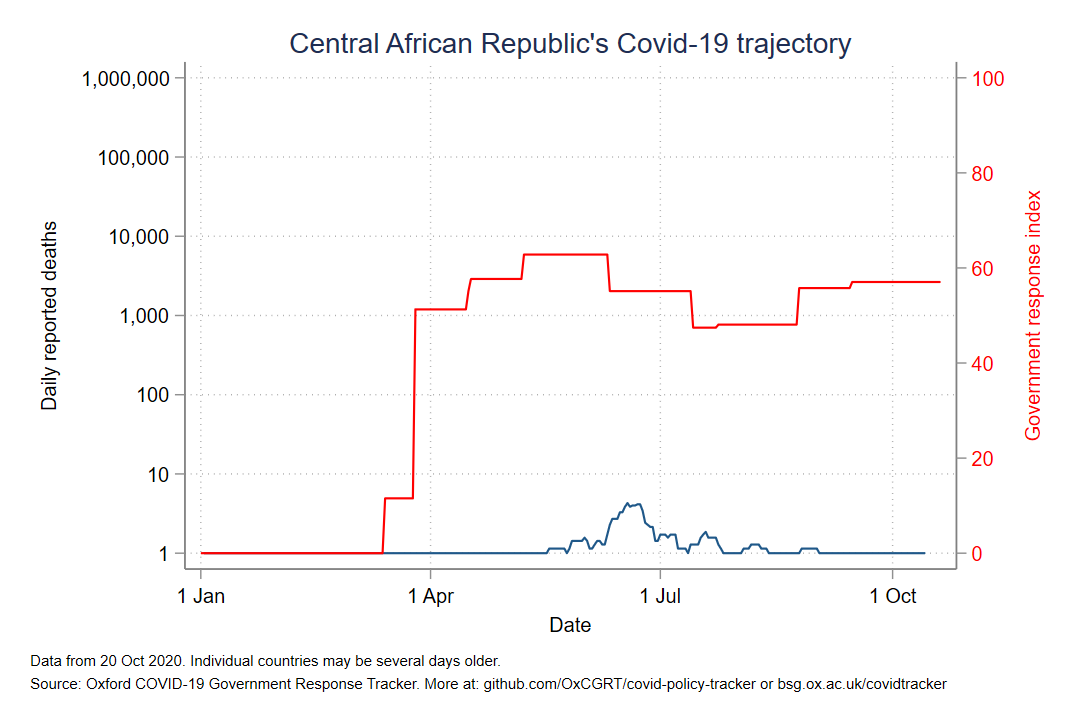 Central African Republic's Covid-19 trajectory
1,000,000
100,000
10,000
1,000
100
10
1
Daily reported deaths
100
80
60
40
20
0
Government response index
1 Jan 1 Apr 1 Jul 1 Oct
Date
Data from 20 Oct 2020. Individual countries may be several days older.
Source: Oxford COVID-19 Government Response Tracker. More at: github.com/OxCGRT/covid-policy-tracker or bsg.ox.ac.uk/covidtracker